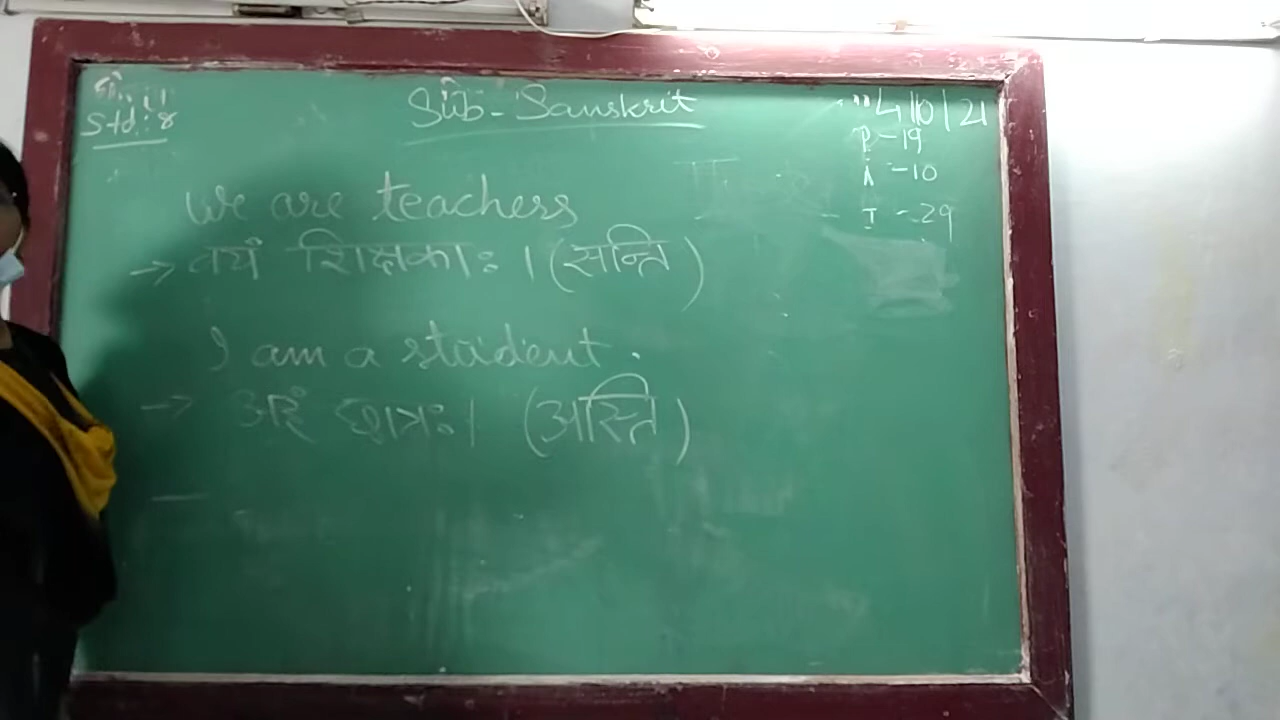 Std : 8
Sub - Sanskrit
4/10/21
P - 19
A - 10
T - 29
We are teachers
→ वयं शिक्षकाः । (सन्ति)
I am a student.
→ अहं छात्रः । (अस्ति)